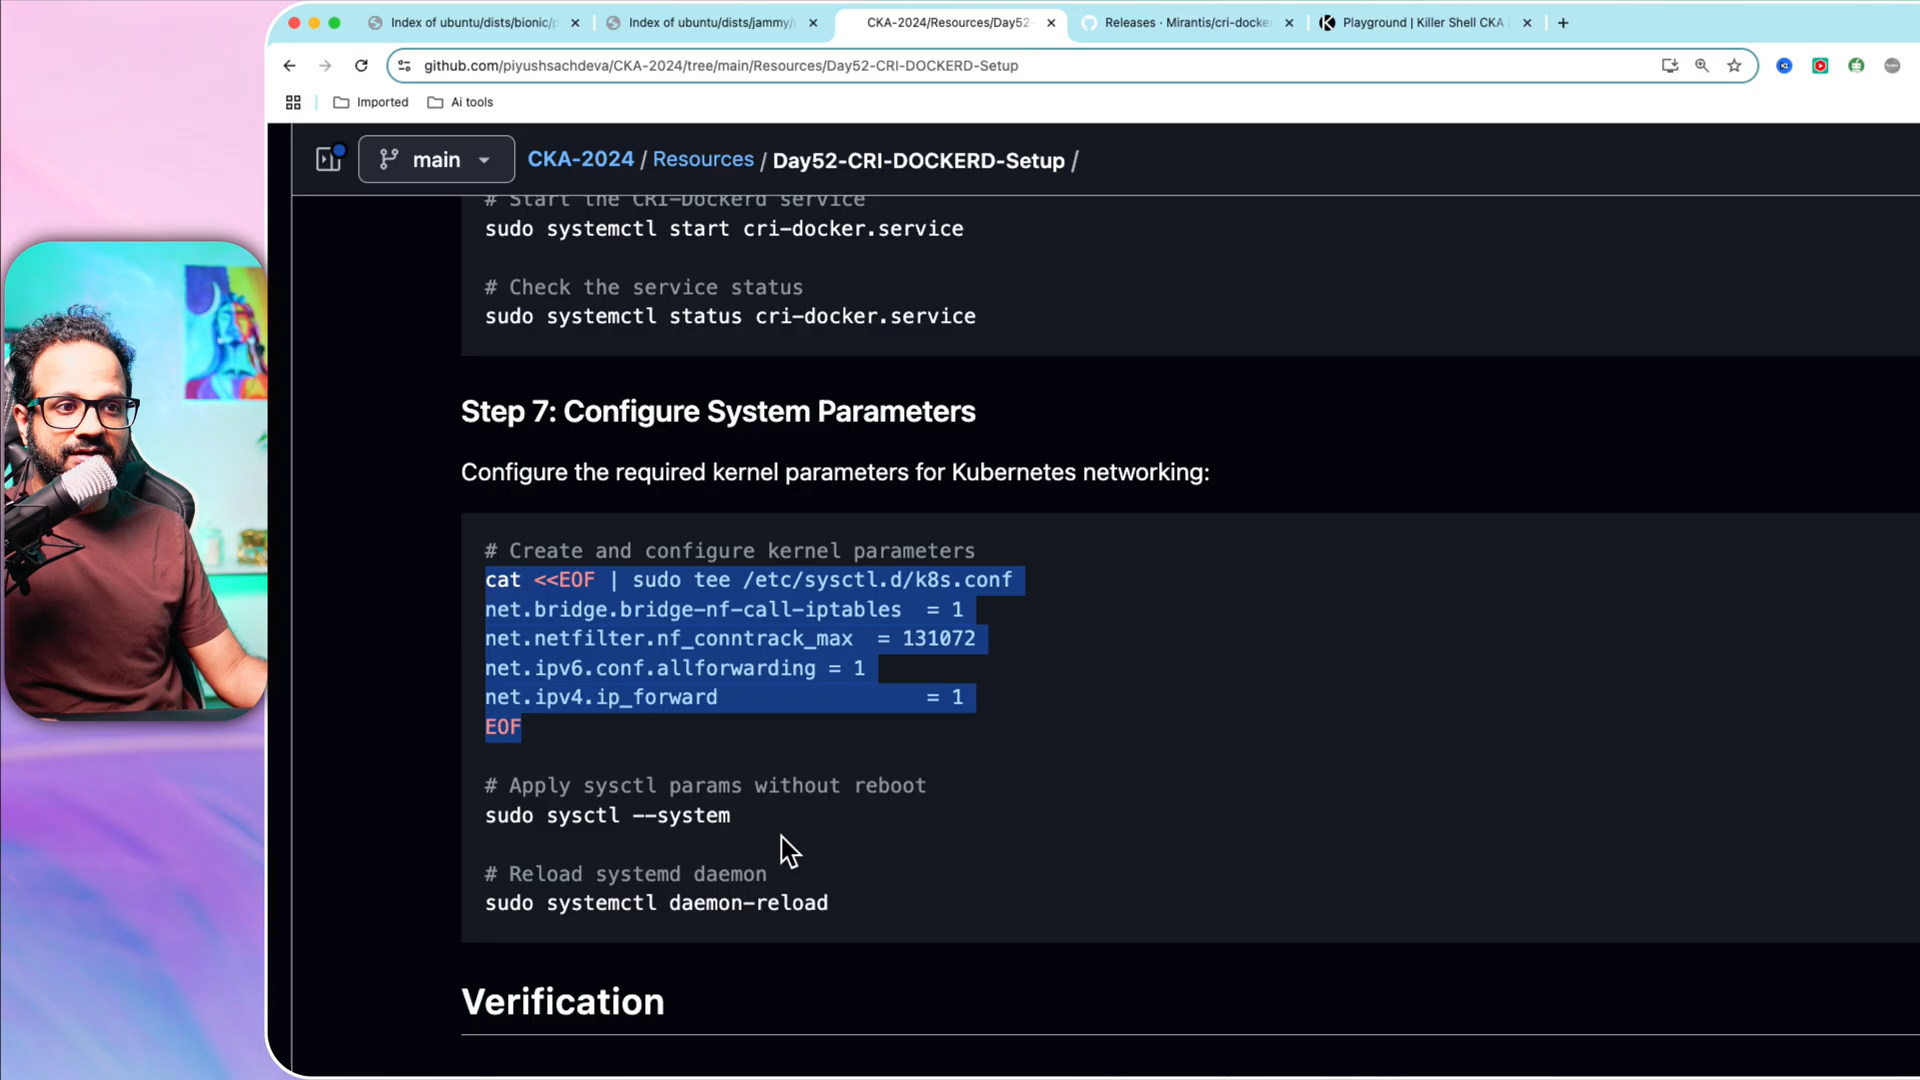 Index of ubuntu/dists/bionic/p
Index of ubuntu/dists/jammy/
CKA-2024/Resources/Day52-
Releases · Mirantis/cri-docke
Playground | Killer Shell CKA
github.com/piyushsachdeva/CKA-2024/tree/main/Resources/Day52-CRI-DOCKERD-Setup
Imported
Ai tools
main
CKA-2024 / Resources / Day52-CRI-DOCKERD-Setup /
# Start the CRI-Dockerd service
sudo systemctl start cri-docker.service
# Check the service status
sudo systemctl status cri-docker.service
Step 7: Configure System Parameters
Configure the required kernel parameters for Kubernetes networking:
# Create and configure kernel parameters
cat <<EOF | sudo tee /etc/sysctl.d/k8s.conf
net.bridge.bridge-nf-call-iptables  = 1
net.netfilter.nf_conntrack_max  = 131072
net.ipv6.conf.allforwarding = 1
net.ipv4.ip_forward                 = 1
EOF
# Apply sysctl params without reboot
sudo sysctl --system
# Reload systemd daemon
sudo systemctl daemon-reload
Verification